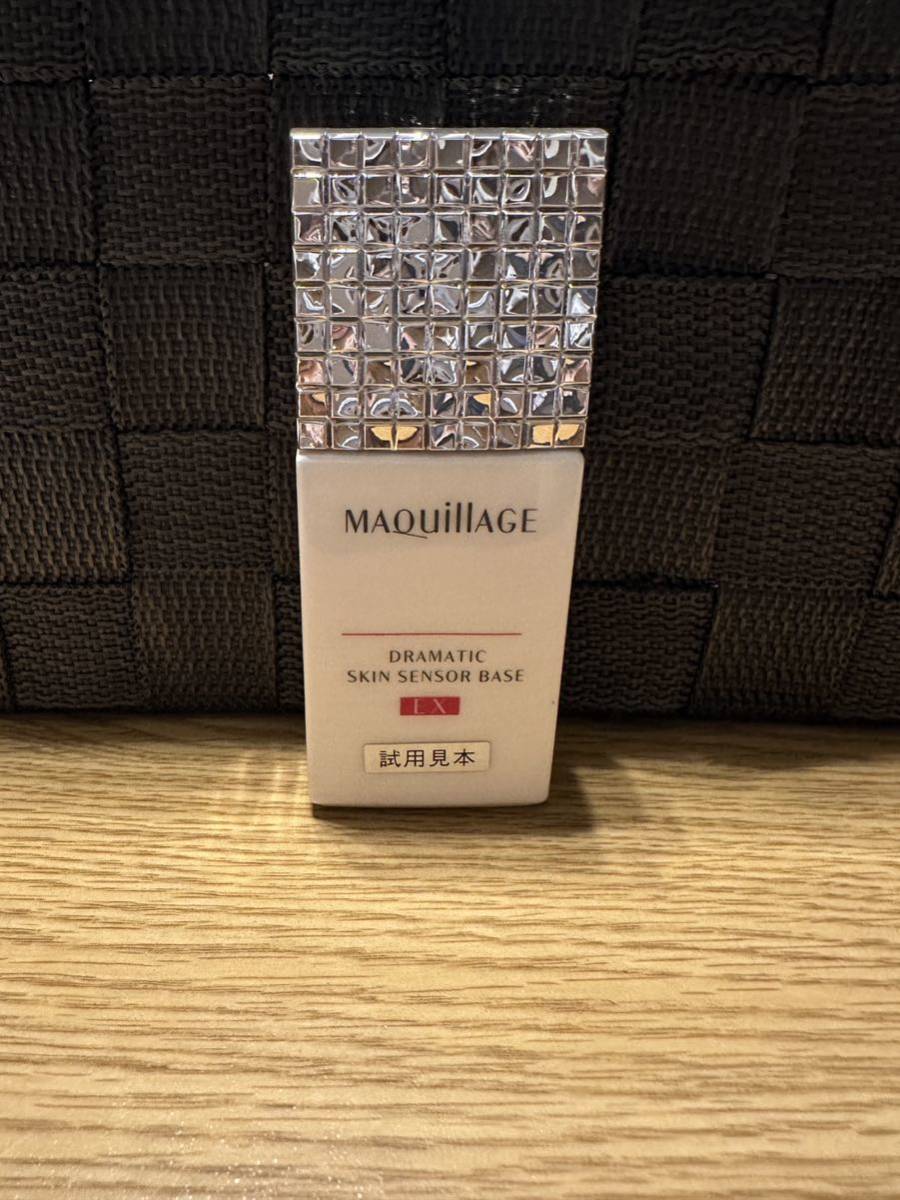 MAQuillAGE
DRAMATIC
SKIN SENSOR BASE
EX
試用見本